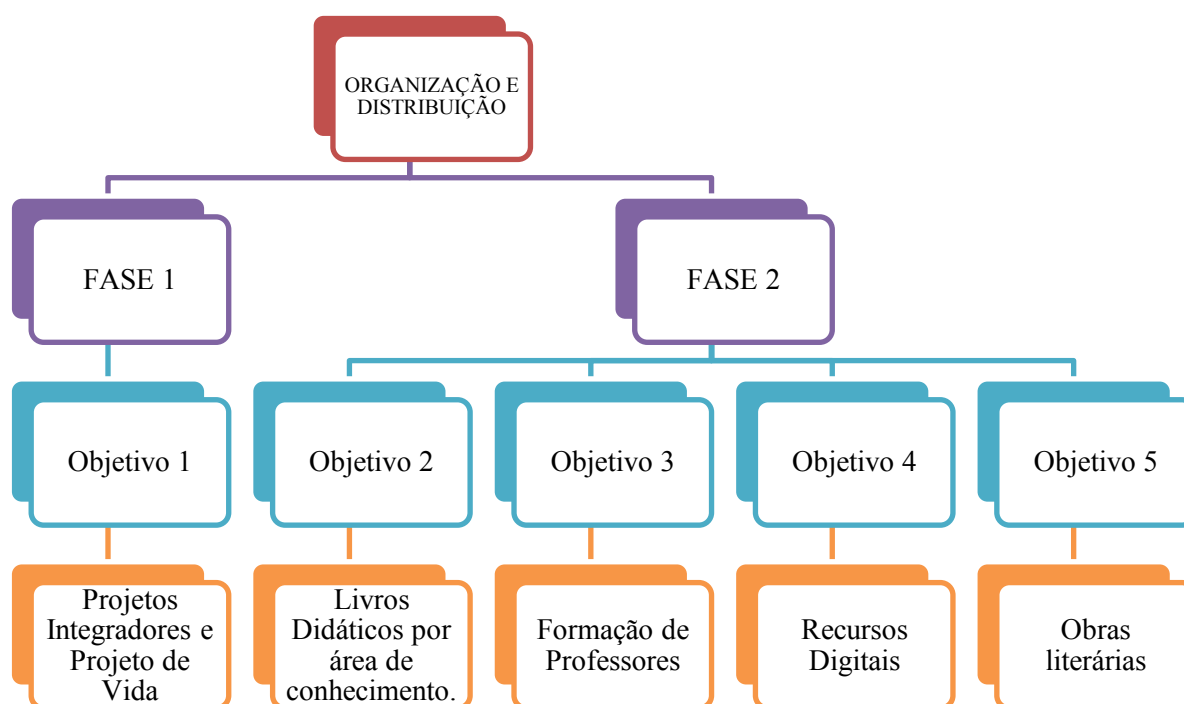 ORGANIZAÇÃO E
DISTRIBUIÇÃO
FASE 1
FASE 2
Objetivo 1
Objetivo 2
Objetivo 3
Objetivo 4
Objetivo 5
Projetos
Integradores e
Projeto de
Vida
Livros
Didáticos por
área de
conhecimento.
Formação de
Professores
Recursos
Digitais
Obras
literárias